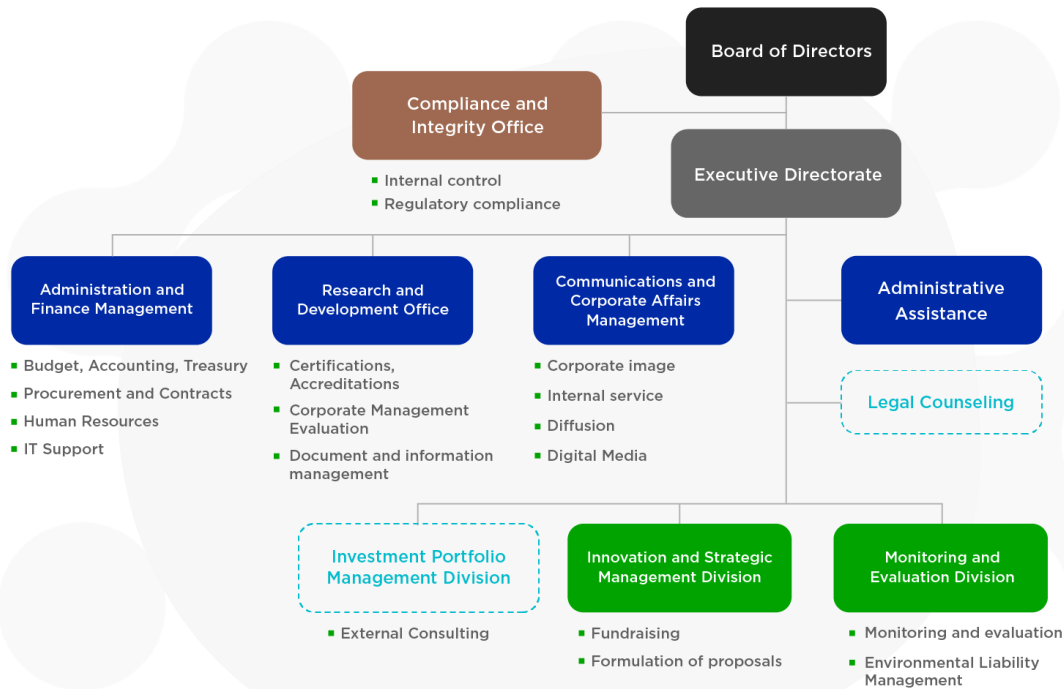 Board of Directors
Compliance and
Integrity Office
Executive Directorate
Internal control
Regulatory compliance
Administration and
Finance Management
Budget, Accounting, Treasury
Procurement and Contracts
Human Resources
IT Support
Research and
Development Office
Certifications,
Accreditations
Corporate Management
Evaluation
Document and information
management
Communications and
Corporate Affairs
Management
Corporate image
Internal service
Diffusion
Digital Media
Administrative
Assistance
Legal Counseling
Investment Portfolio
Management Division
External Consulting
Innovation and Strategic
Management Division
Fundraising
Formulation of proposals
Monitoring and
Evaluation Division
Monitoring and evaluation
Environmental Liability
Management